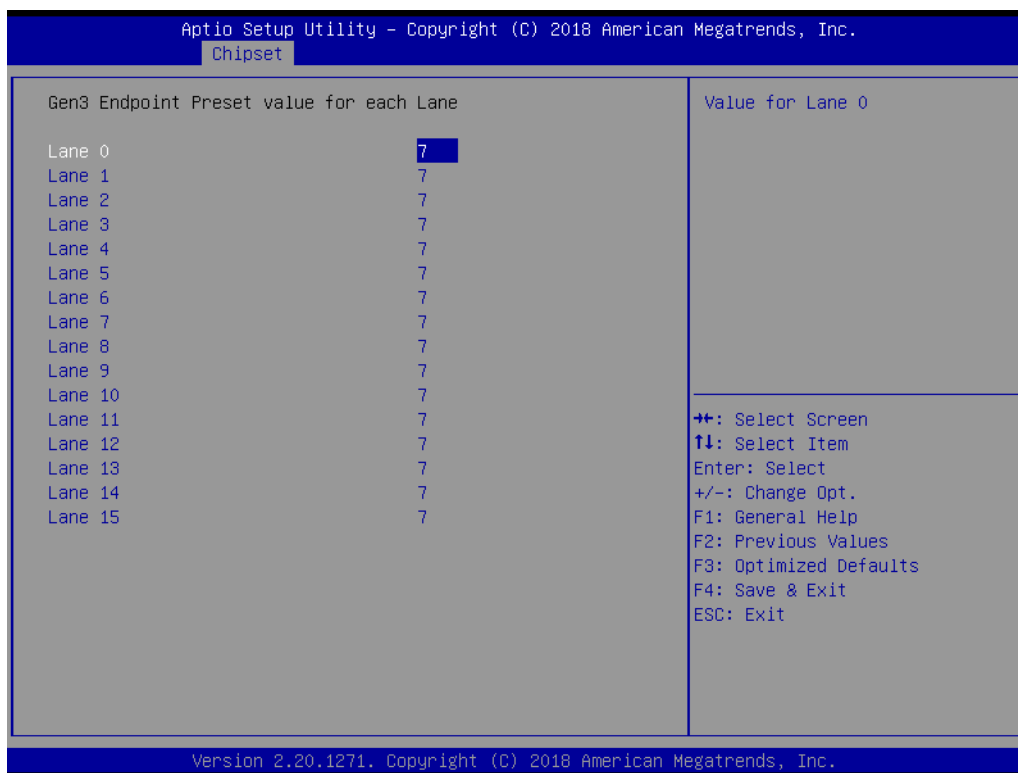 Aptio Setup Utility – Copyright (C) 2018 American Megatrends, Inc.
Chipset
Gen3 Endpoint Preset value for each Lane
Lane 0 7
Lane 1 7
Lane 2 7
Lane 3 7
Lane 4 7
Lane 5 7
Lane 6 7
Lane 7 7
Lane 8 7
Lane 9 7
Lane 10 7
Lane 11 7
Lane 12 7
Lane 13 7
Lane 14 7
Lane 15 7
Value for Lane 0
→←: Select Screen
↑↓: Select Item
Enter: Select
+/-: Change Opt.
F1: General Help
F2: Previous Values
F3: Optimized Defaults
F4: Save & Exit
ESC: Exit
Version 2.20.1271. Copyright (C) 2018 American Megatrends, Inc.